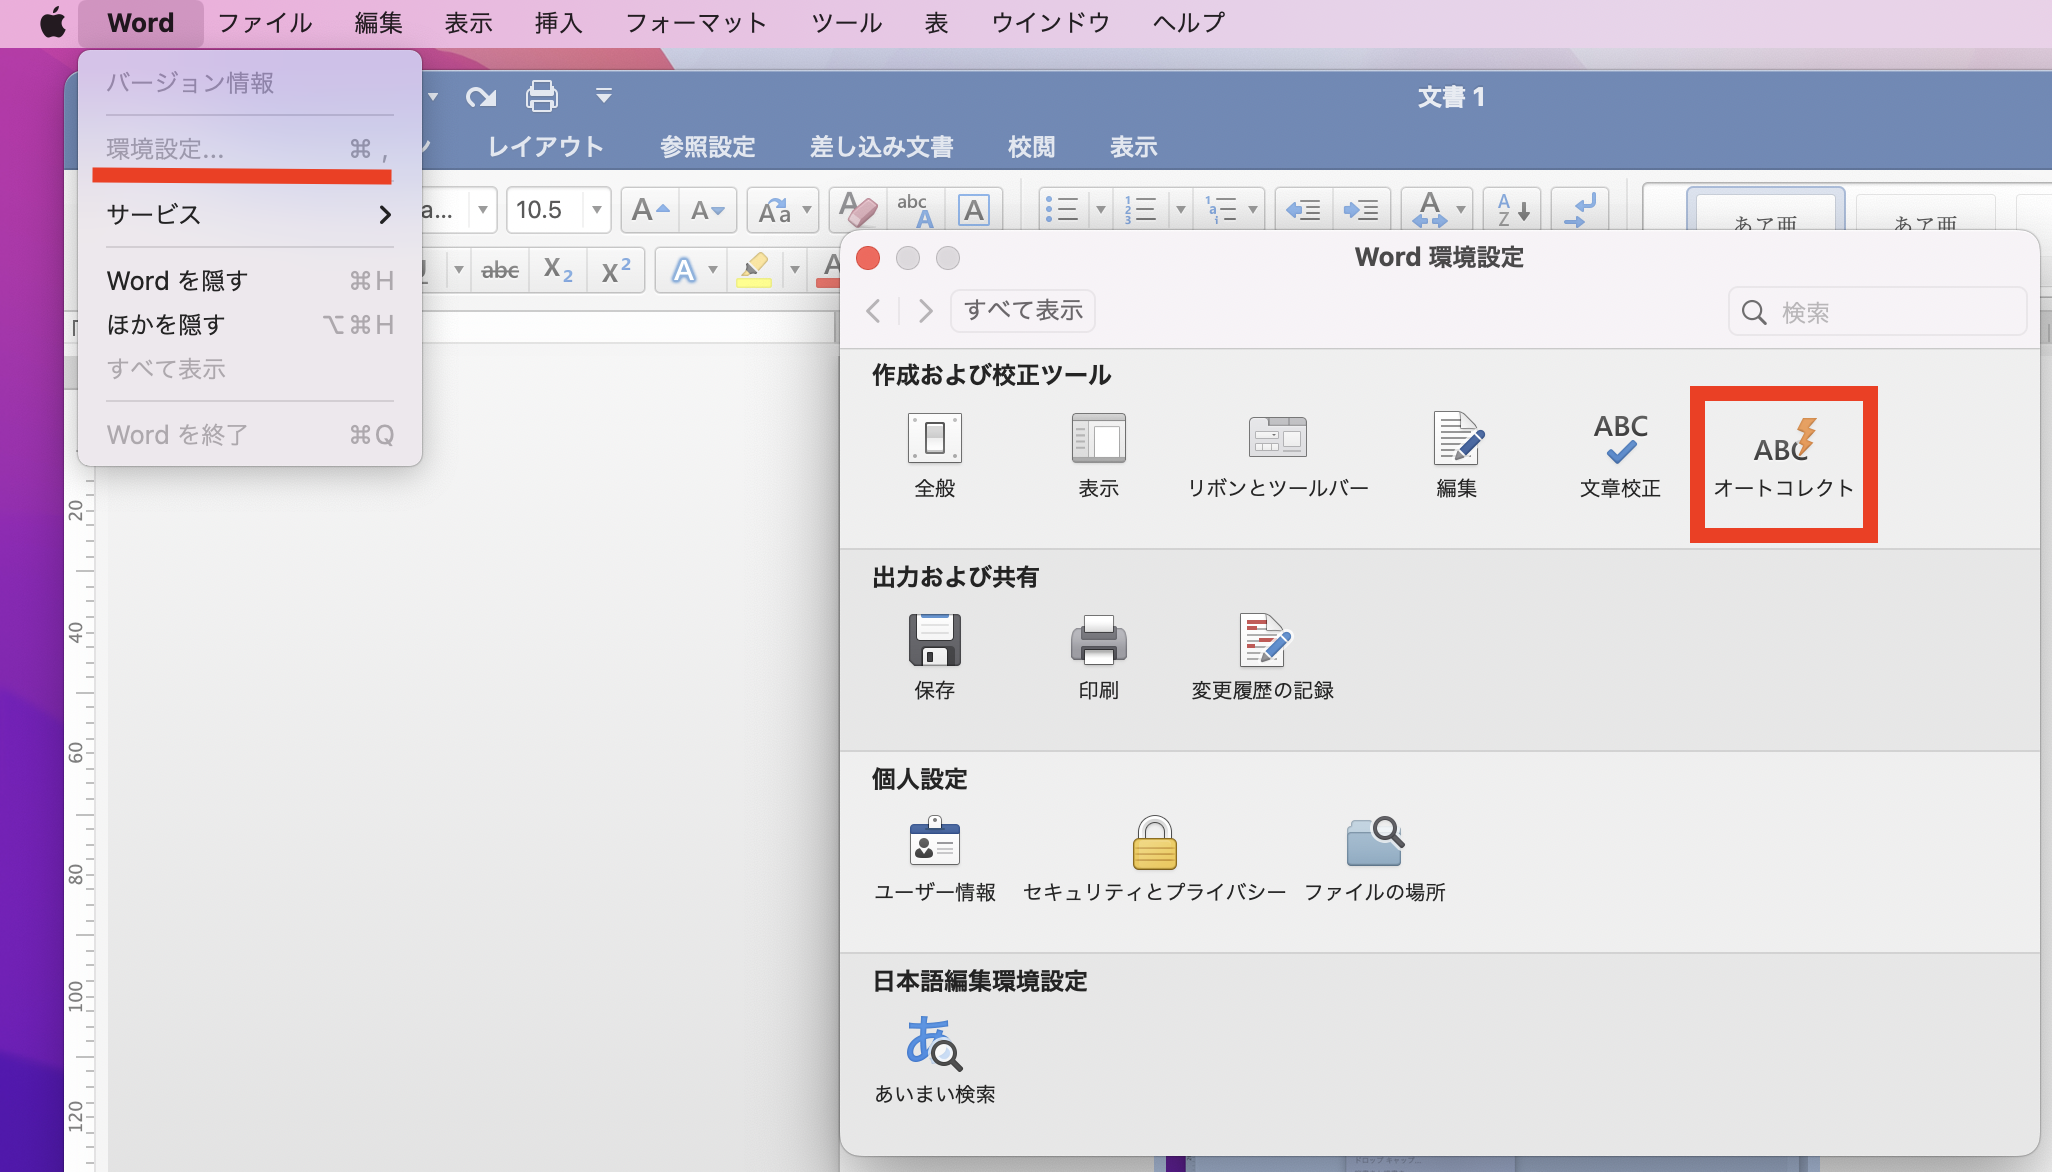 Word ファイル 編集 表示 挿入 フォーマット ツール 表 ウインドウ ヘルプ
バージョン情報
環境設定... ⌘ ,
サービス
Word を隠す ⌘H
ほかを隠す ⌥⌘H
すべて表示
Word を終了 ⌘Q
文書 1
レイアウト 参照設定 差し込み文書 校閲 表示
a... 10.5
abc
X2 X2
Word 環境設定
すべて表示
検索
作成および校正ツール
ABC
ABC
全般 表示 リボンとツールバー 編集 文章校正 オートコレクト
出力および共有
保存 印刷 変更履歴の記録
個人設定
ユーザー情報 セキュリティとプライバシー ファイルの場所
日本語編集環境設定
あ
あいまい検索
20
40
60
80
100
120